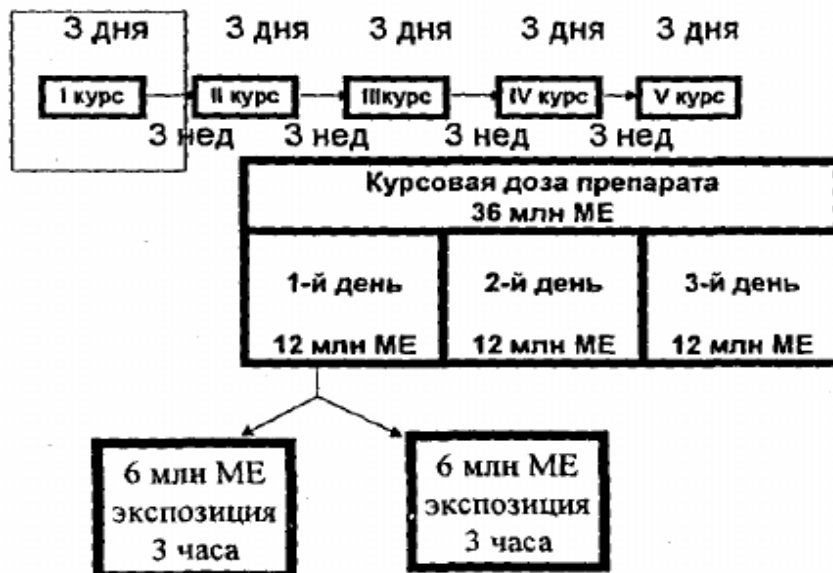 3 дня 3 дня 3 дня 3 дня 3 дня
I курс II курс IIIкурс IV курс V курс
3 нед 3 нед 3 нед 3 нед
Курсовая доза препарата
36 млн МЕ
1-й день 2-й день 3-й день
12 млн МЕ 12 млн МЕ 12 млн МЕ
6 млн МЕ 6 млн МЕ
экспозиция экспозиция
3 часа 3 часа